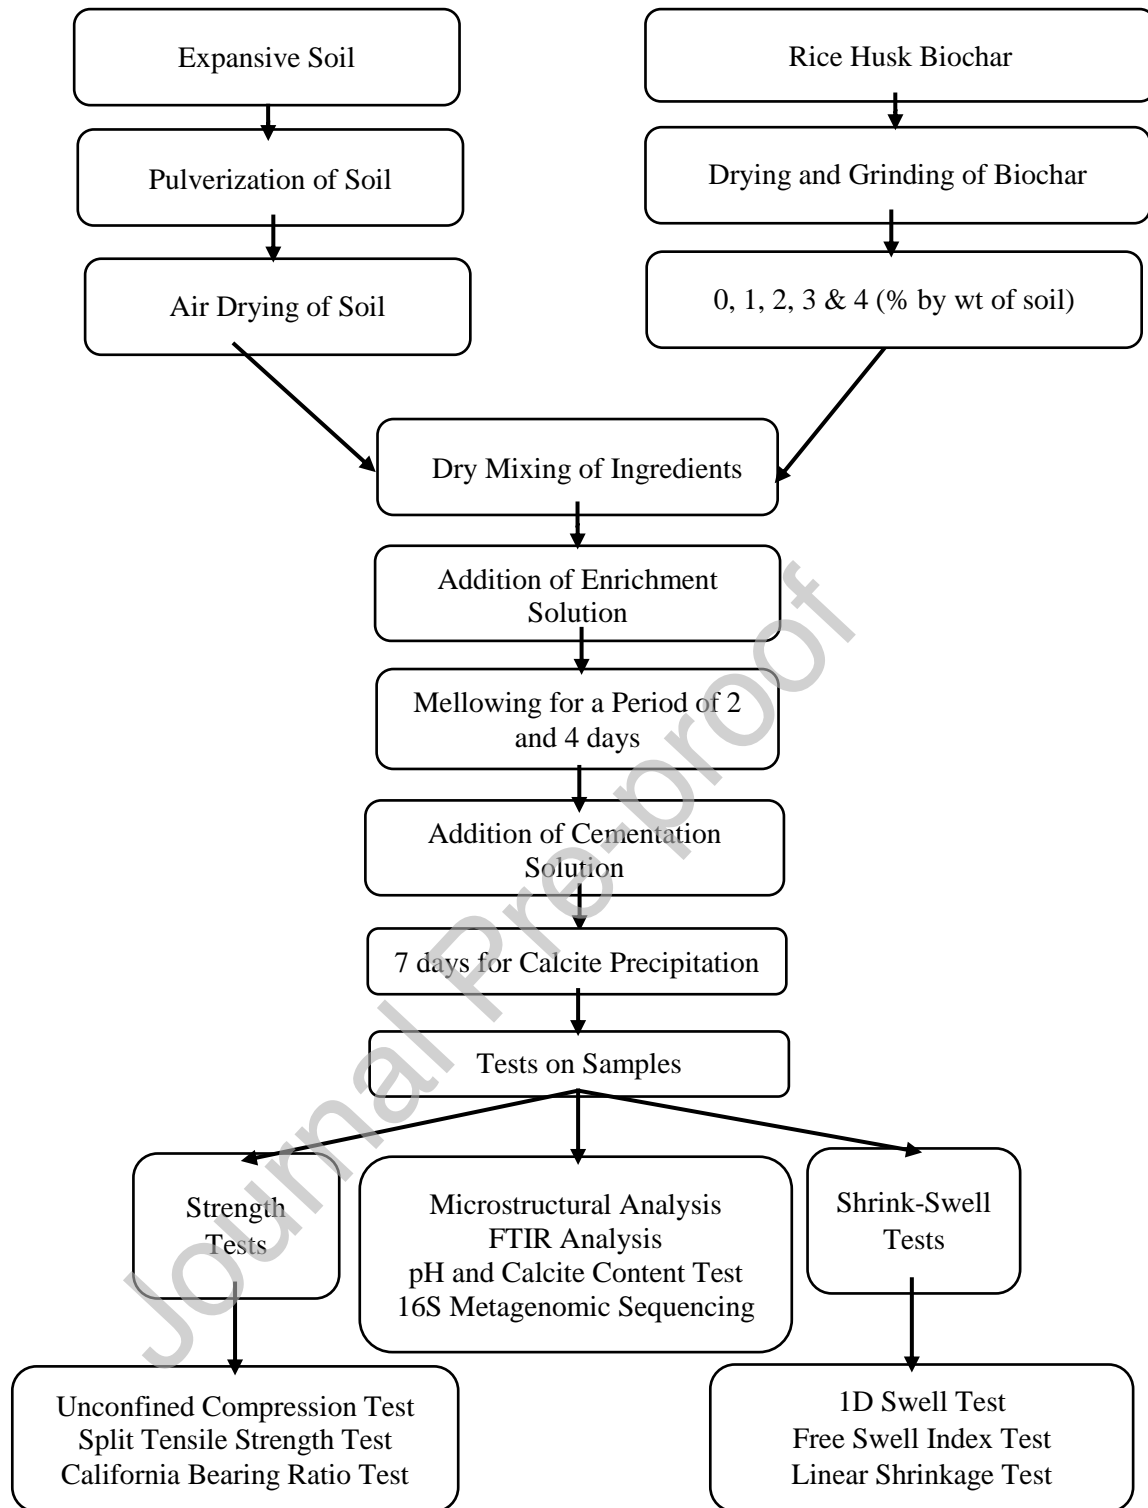 Expansive Soil
Rice Husk Biochar
Pulverization of Soil
Drying and Grinding of Biochar
Air Drying of Soil
0, 1, 2, 3 & 4 (% by wt of soil)
Dry Mixing of Ingredients
Addition of Enrichment
Solution
Mellowing for a Period of 2
and 4 days
Addition of Cementation
Solution
7 days for Calcite Precipitation
Tests on Samples
Strength
Tests
Microstructural Analysis
FTIR Analysis
pH and Calcite Content Test
16S Metagenomic Sequencing
Shrink-Swell
Tests
Unconfined Compression Test
Split Tensile Strength Test
California Bearing Ratio Test
1D Swell Test
Free Swell Index Test
Linear Shrinkage Test
Journal Pre-proof